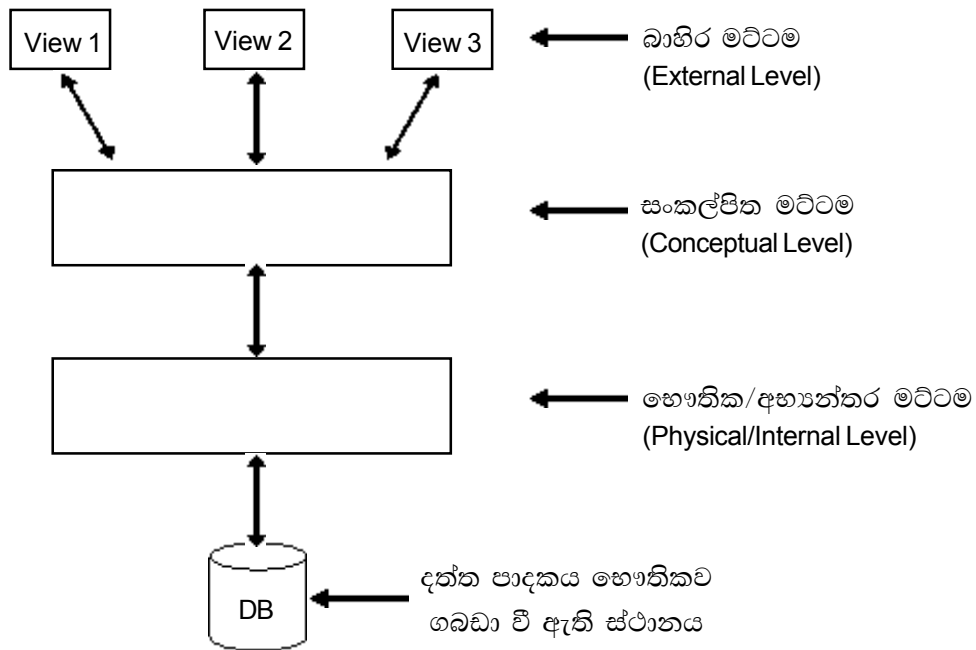 View 1
View 2
View 3
බාහිර මට්ටම
(External Level)
සංකල්පිත මට්ටම
(Conceptual Level)
භෞතික/අභ්‍යන්තර මට්ටම
(Physical/Internal Level)
DB
දත්ත පාදකය භෞතිකව
ගබඩා වී ඇති ස්ථානය